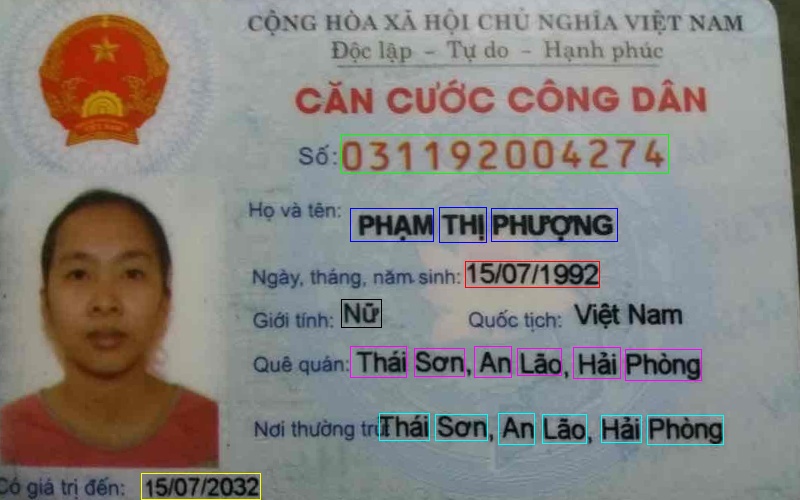 CỘNG HÒA XÃ HỘI CHỦ NGHĨA VIỆT NAM
Độc lập - Tự do - Hạnh phúc
CĂN CƯỚC CÔNG DÂN
Số: 031192004274
Họ và tên: PHẠM THỊ PHƯỢNG
Ngày, tháng, năm sinh: 15/07/1992
Giới tính: Nữ Quốc tịch: Việt Nam
Quê quán: Thái Sơn, An Lão, Hải Phòng
Nơi thường trú: Thái Sơn, An Lão, Hải Phòng
Có giá trị đến: 15/07/2032